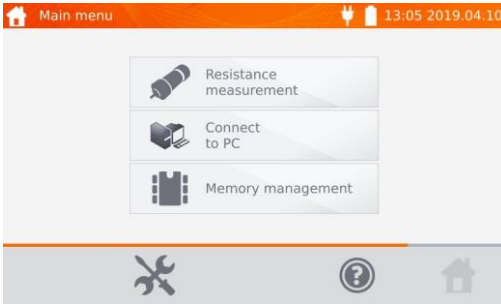 Main menu
13:05 2019.04.10
Resistance
measurement
Connect
to PC
Memory management
?